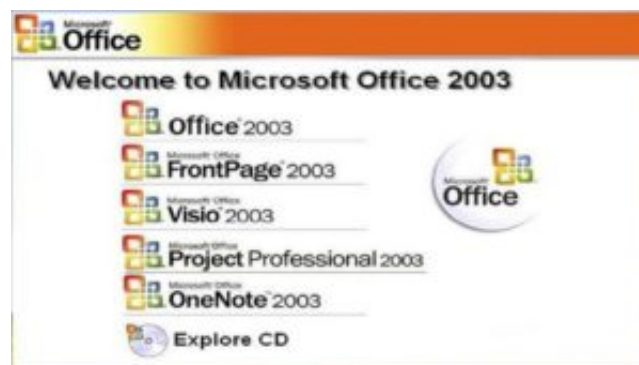 Microsoft
Office
Welcome to Microsoft Office 2003
Office 2003
Microsoft Office
FrontPage 2003
Microsoft Office
Visio 2003
Microsoft Office
Project Professional 2003
Microsoft Office
OneNote 2003
Explore CD
Microsoft
Office